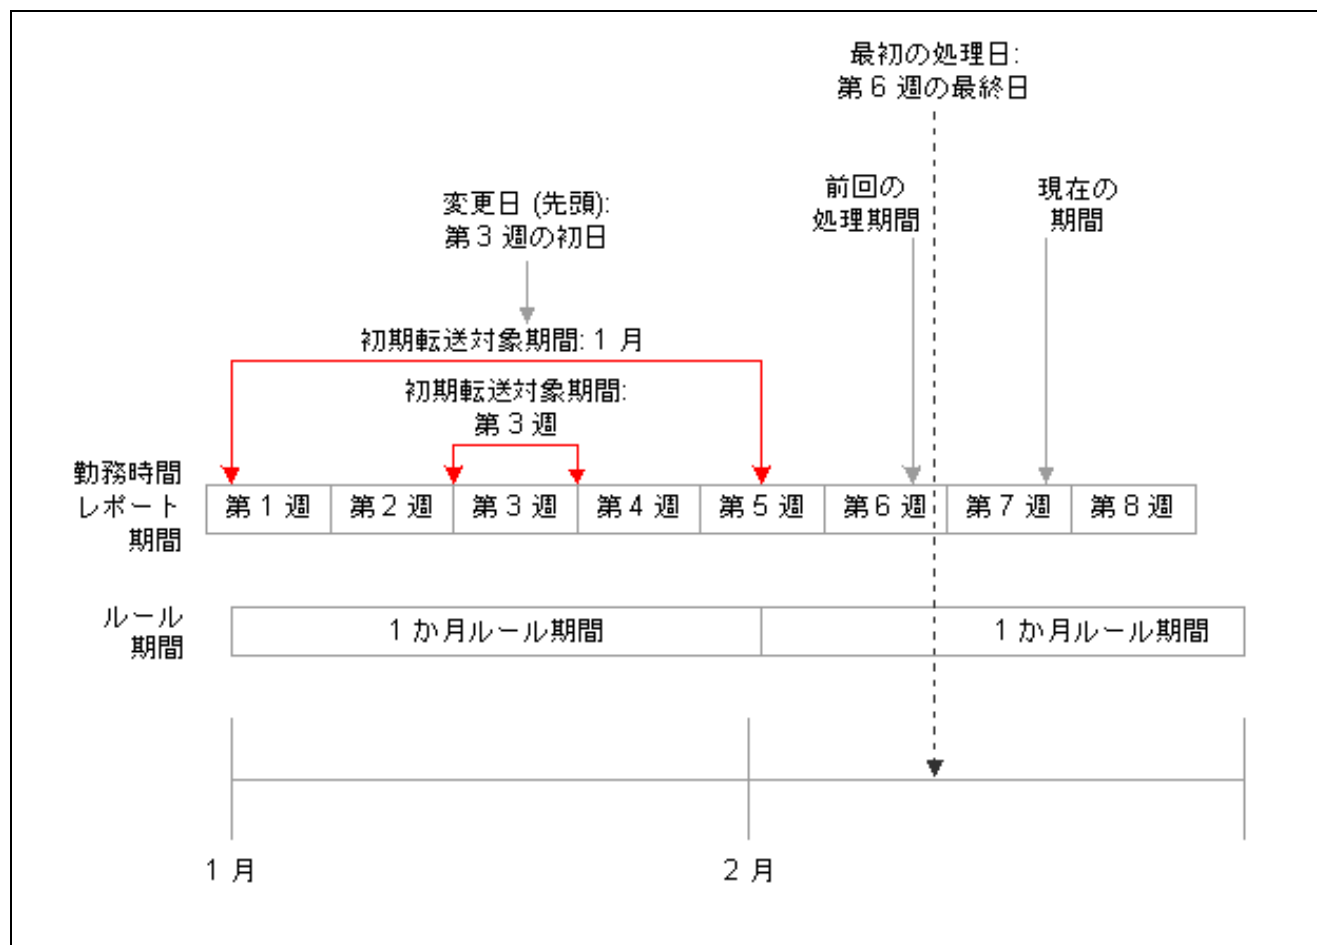 最初の処理日:
第 6 週の最終日
変更日 (先頭):
第 3 週の初日
前回の
処理期間
現在の
期間
初期転送対象期間: 1 月
初期転送対象期間:
第 3 週
勤務時間
レポート
期間
第 1 週 第 2 週 第 3 週 第 4 週 第 5 週 第 6 週 第 7 週 第 8 週
ルール
期間
1 か月ルール期間 1 か月ルール期間
1 月 2 月